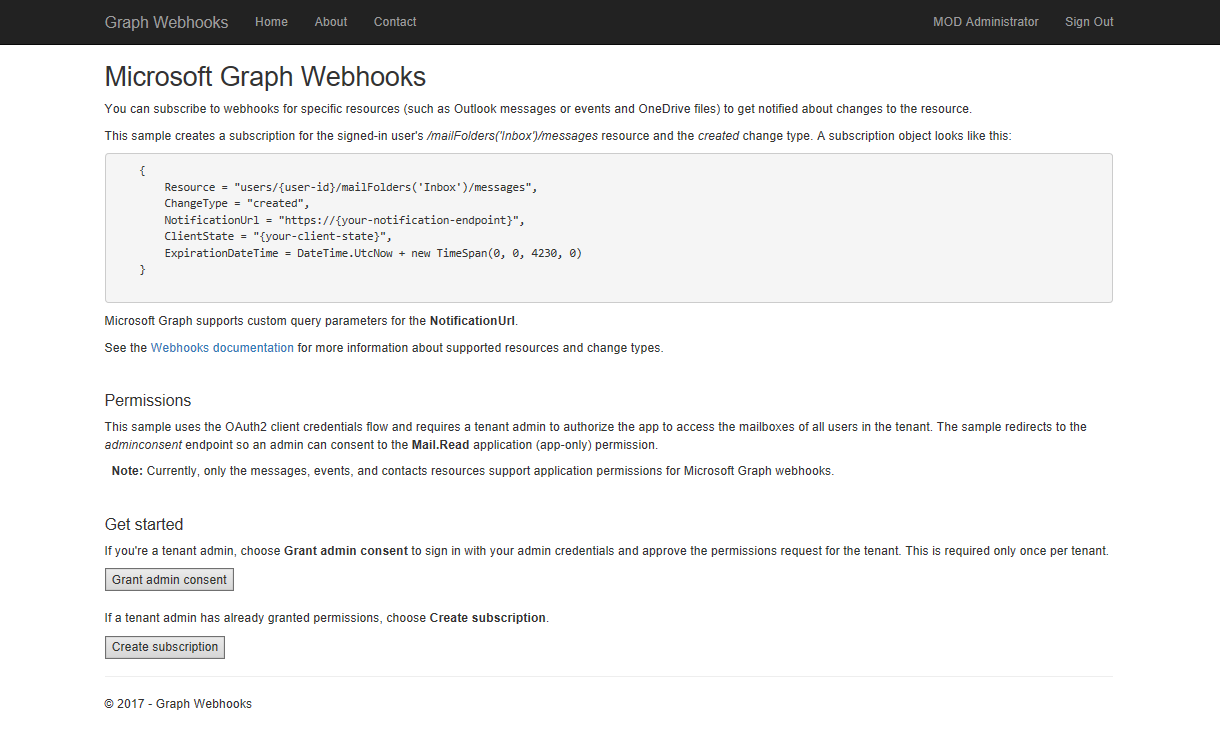 Graph Webhooks Home About Contact MOD Administrator Sign Out
Microsoft Graph Webhooks
You can subscribe to webhooks for specific resources (such as Outlook messages or events and OneDrive files) to get notified about changes to the resource.
This sample creates a subscription for the signed-in user's /mailFolders('Inbox')/messages resource and the created change type. A subscription object looks like this:
{
Resource = "users/{user-id}/mailFolders('Inbox')/messages",
ChangeType = "created",
NotificationUrl = "https://{your-notification-endpoint}",
ClientState = "{your-client-state}",
ExpirationDateTime = DateTime.UtcNow + new TimeSpan(0, 0, 4230, 0)
}
Microsoft Graph supports custom query parameters for the NotificationUrl.
See the Webhooks documentation for more information about supported resources and change types.
Permissions
This sample uses the OAuth2 client credentials flow and requires a tenant admin to authorize the app to access the mailboxes of all users in the tenant. The sample redirects to the
adminconsent endpoint so an admin can consent to the Mail.Read application (app-only) permission.
Note: Currently, only the messages, events, and contacts resources support application permissions for Microsoft Graph webhooks.
Get started
If you're a tenant admin, choose Grant admin consent to sign in with your admin credentials and approve the permissions request for the tenant. This is required only once per tenant.
Grant admin consent
If a tenant admin has already granted permissions, choose Create subscription.
Create subscription
© 2017 - Graph Webhooks